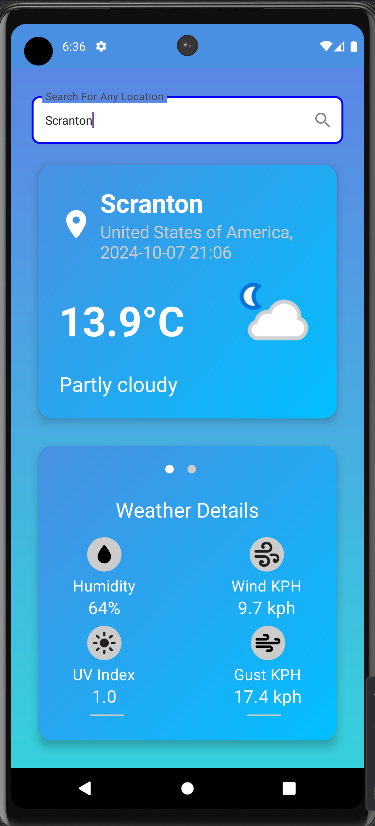 6:36
Search For Any Location
Scranton
Scranton
United States of America,
2024-10-07 21:06
13.9°C
Partly cloudy
Weather Details
Humidity
64%
Wind KPH
9.7 kph
UV Index
1.0
Gust KPH
17.4 kph